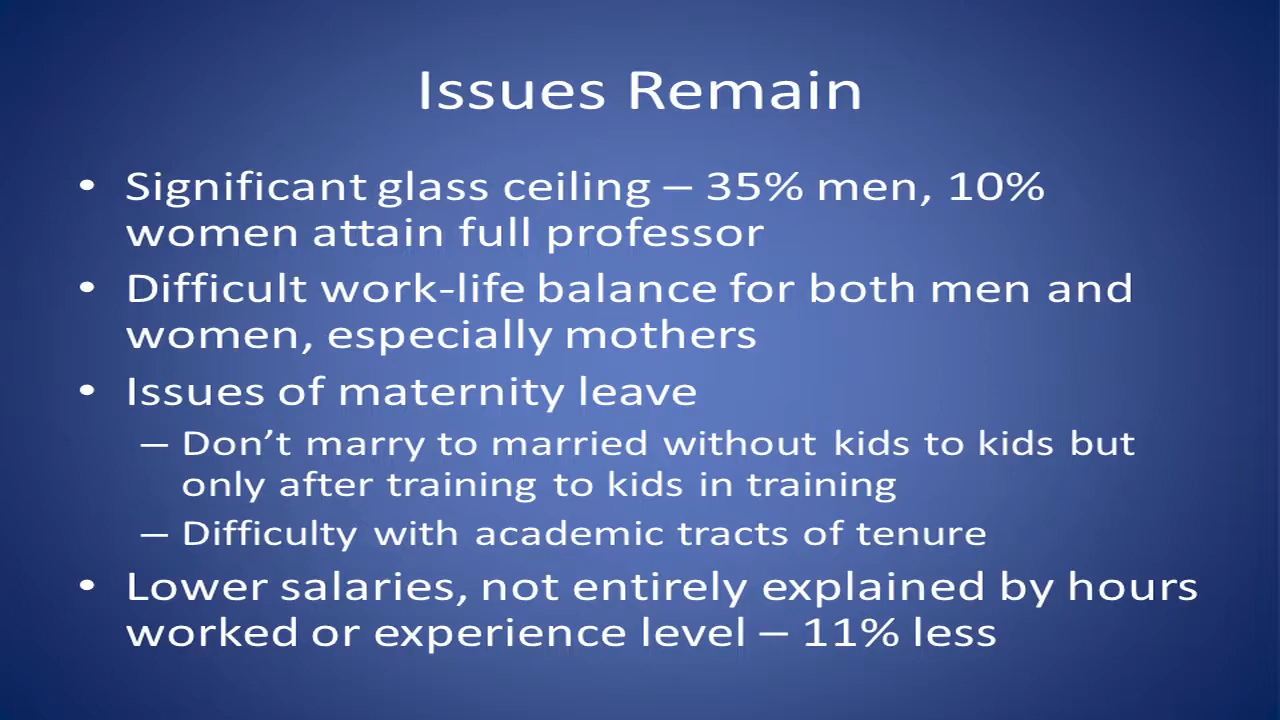 Issues Remain
• Significant glass ceiling – 35% men, 10%
women attain full professor
• Difficult work-life balance for both men and
women, especially mothers
• Issues of maternity leave
– Don’t marry to married without kids to kids but
only after training to kids in training
– Difficulty with academic tracts of tenure
• Lower salaries, not entirely explained by hours
worked or experience level – 11% less